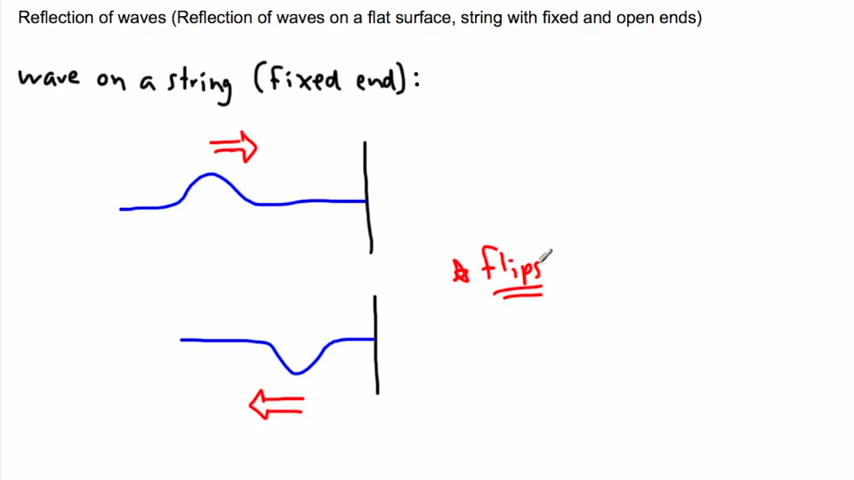 Reflection of waves (Reflection of waves on a flat surface, string with fixed and open ends)
wave on a string (fixed end):
flips